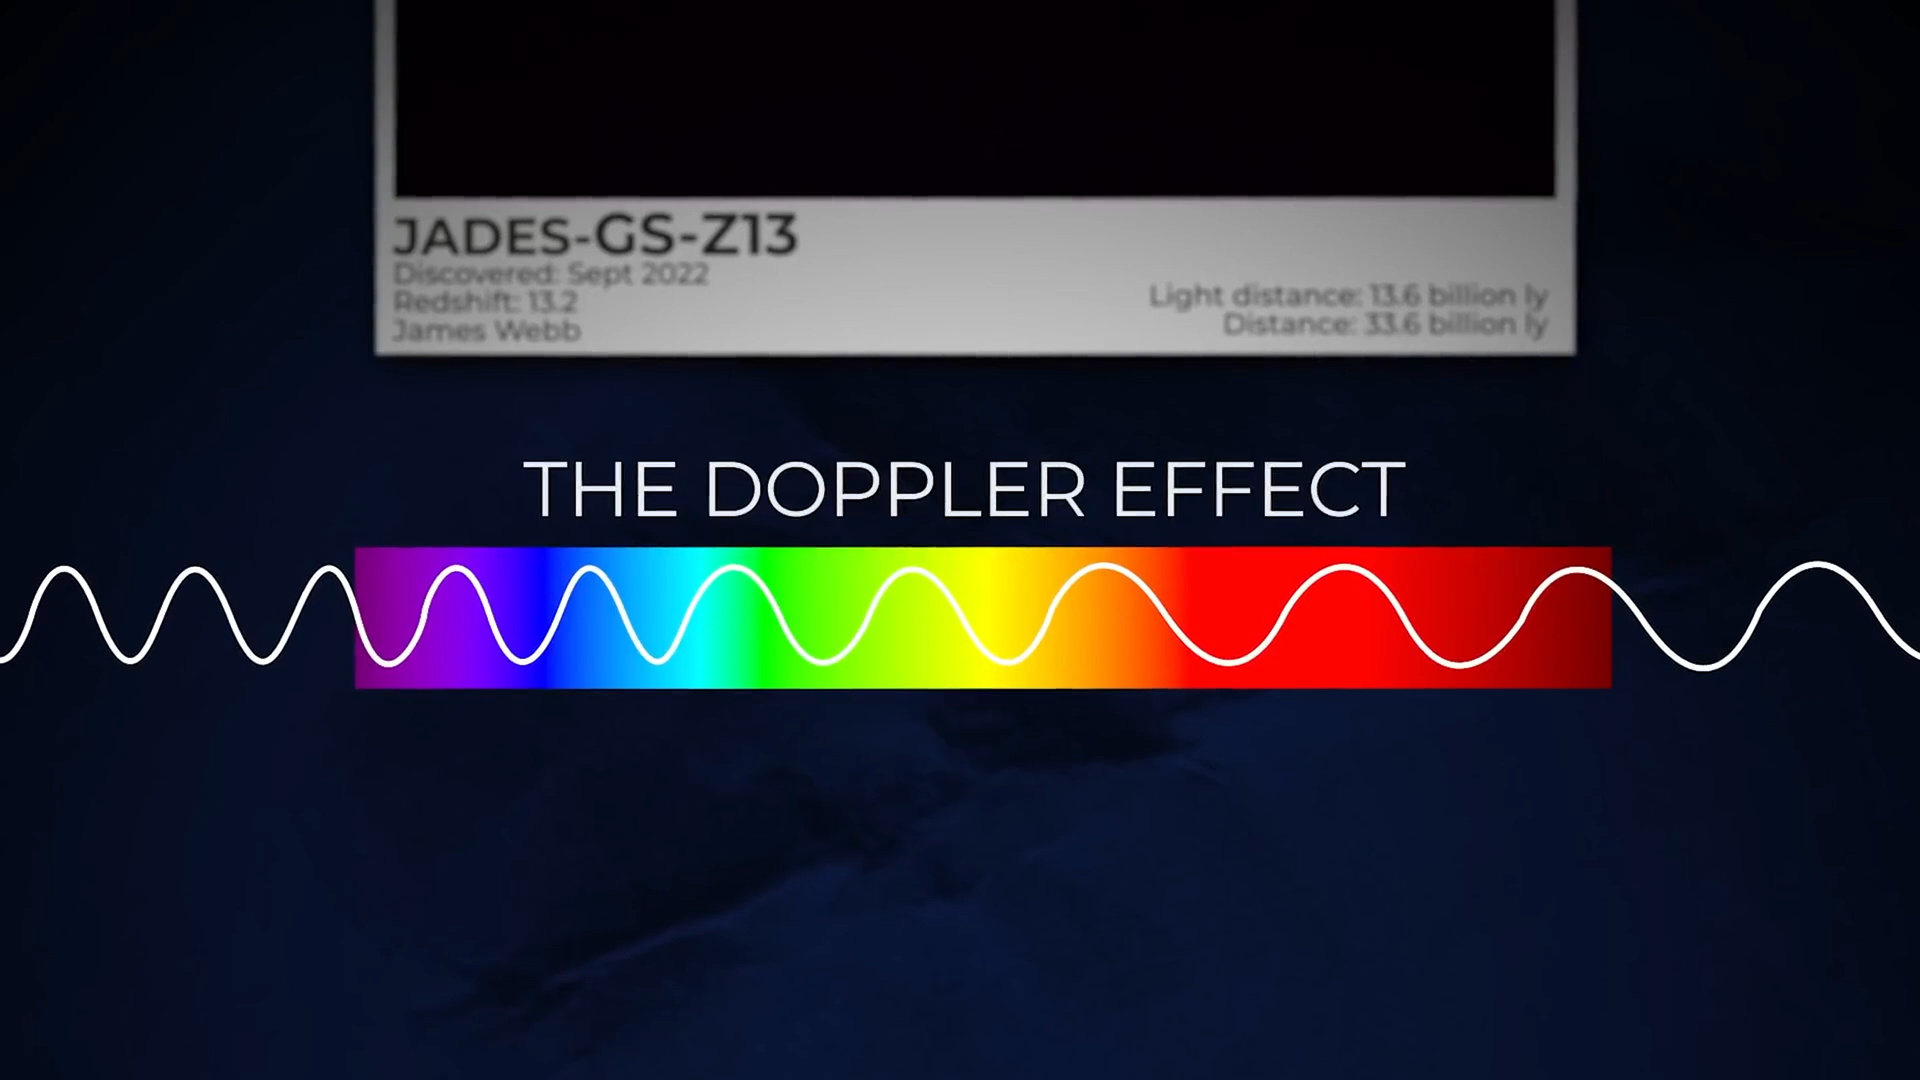 JADES-GS-Z13
Discovered: Sept 2022
Redshift: 13.2
James Webb
Light distance: 13.6 billion ly
Distance: 33.6 billion ly
THE DOPPLER EFFECT